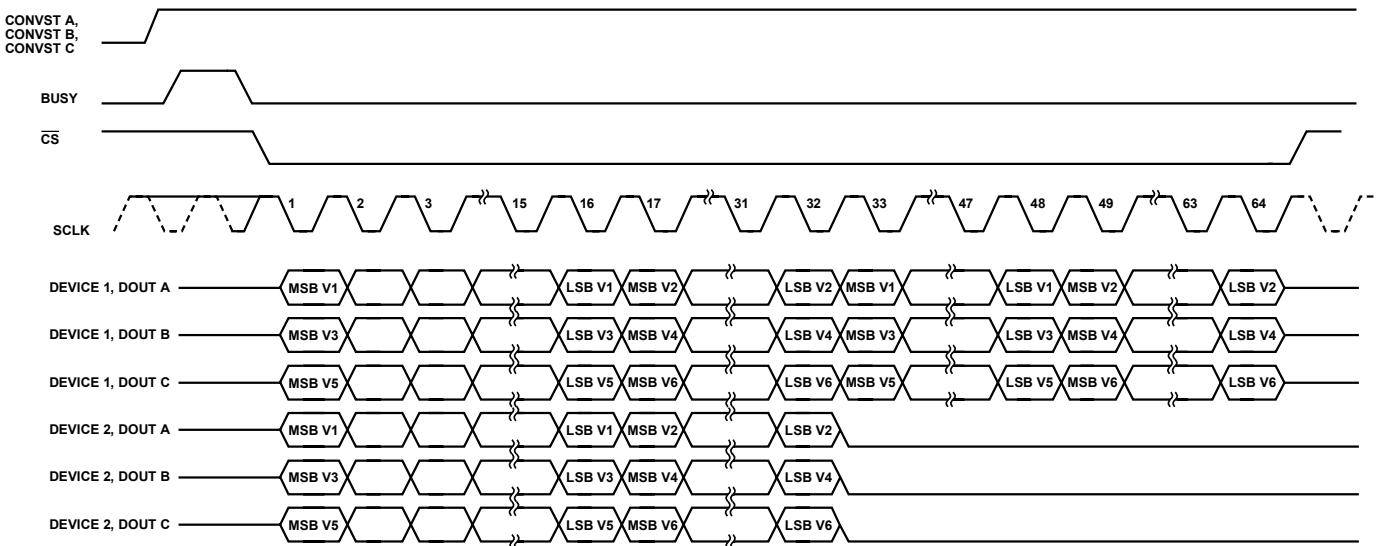 CONVST A,
CONVST B,
CONVST C
BUSY
CS
SCLK 1 2 3 15 16 17 31 32 33 47 48 49 63 64
DEVICE 1, DOUT A MSB V1 LSB V1 MSB V2 LSB V2 MSB V1 LSB V1 MSB V2 LSB V2
DEVICE 1, DOUT B MSB V3 LSB V3 MSB V4 LSB V4 MSB V3 LSB V3 MSB V4 LSB V4
DEVICE 1, DOUT C MSB V5 LSB V5 MSB V6 LSB V6 MSB V5 LSB V5 MSB V6 LSB V6
DEVICE 2, DOUT A MSB V1 LSB V1 MSB V2 LSB V2
DEVICE 2, DOUT B MSB V3 LSB V3 MSB V4 LSB V4
DEVICE 2, DOUT C MSB V5 LSB V5 MSB V6 LSB V6